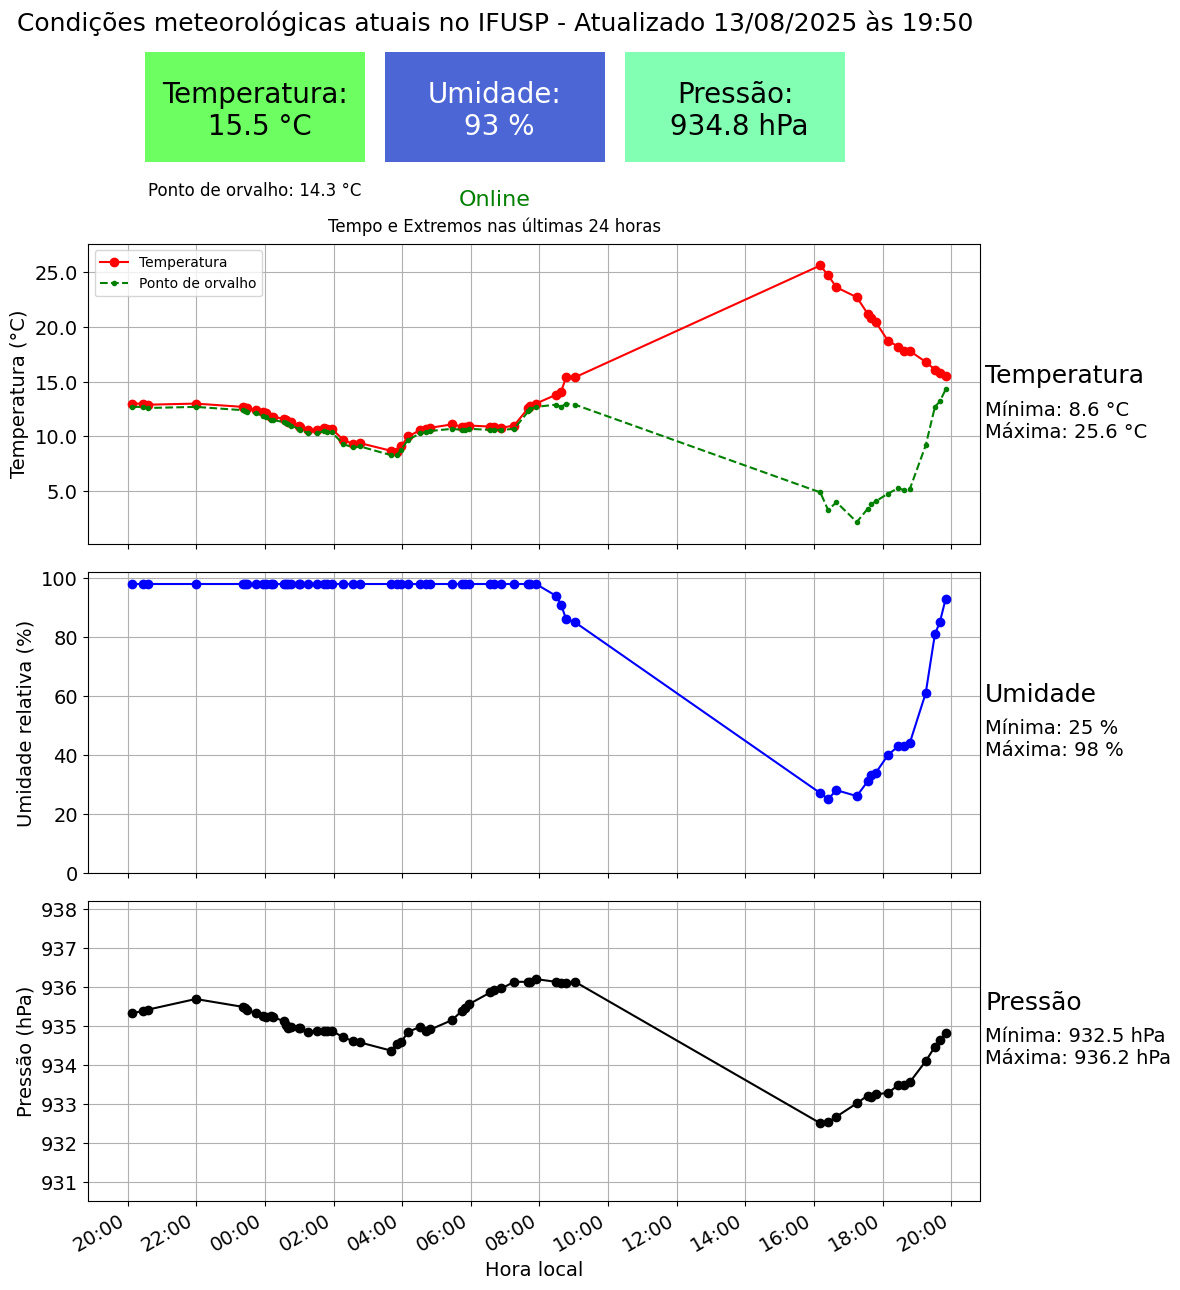 Condições meteorológicas atuais no IFUSP - Atualizado 13/08/2025 às 19:50
Temperatura:
15.5 °C
Umidade:
93 %
Pressão:
934.8 hPa
Ponto de orvalho: 14.3 °C
Online
Tempo e Extremos nas últimas 24 horas
Temperatura
Ponto de orvalho
Temperatura (°C)
25.0
20.0
15.0
10.0
5.0
Temperatura
Mínima: 8.6 °C
Máxima: 25.6 °C
Umidade relativa (%)
100
80
60
40
20
0
Umidade
Mínima: 25 %
Máxima: 98 %
Pressão (hPa)
938
937
936
935
934
933
932
931
Pressão
Mínima: 932.5 hPa
Máxima: 936.2 hPa
20:00
22:00
00:00
02:00
04:00
06:00
08:00
10:00
12:00
14:00
16:00
18:00
20:00
Hora local